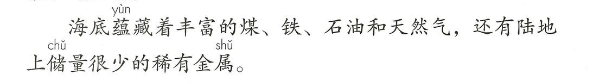 yùn
海底蕴藏着丰富的煤、铁、石油和天然气，还有陆地
chǔ shǔ
上储量很少的稀有金属。